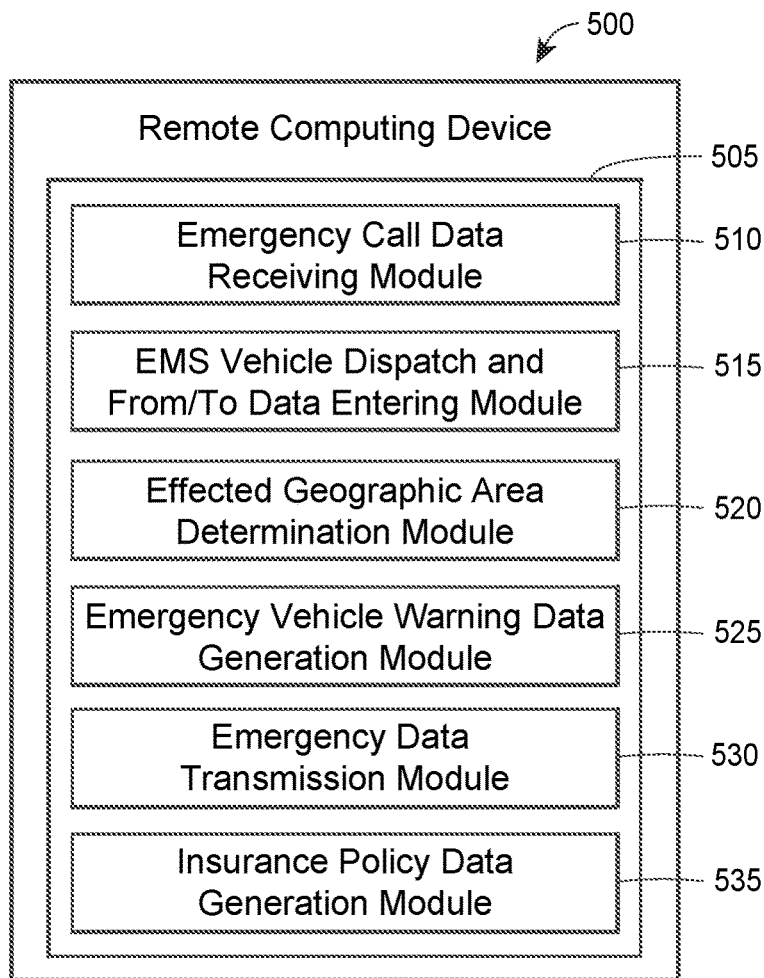 500
Remote Computing Device
505
Emergency Call Data
Receiving Module
510
EMS Vehicle Dispatch and
From/To Data Entering Module
515
Effected Geographic Area
Determination Module
520
Emergency Vehicle Warning Data
Generation Module
525
Emergency Data
Transmission Module
530
Insurance Policy Data
Generation Module
535